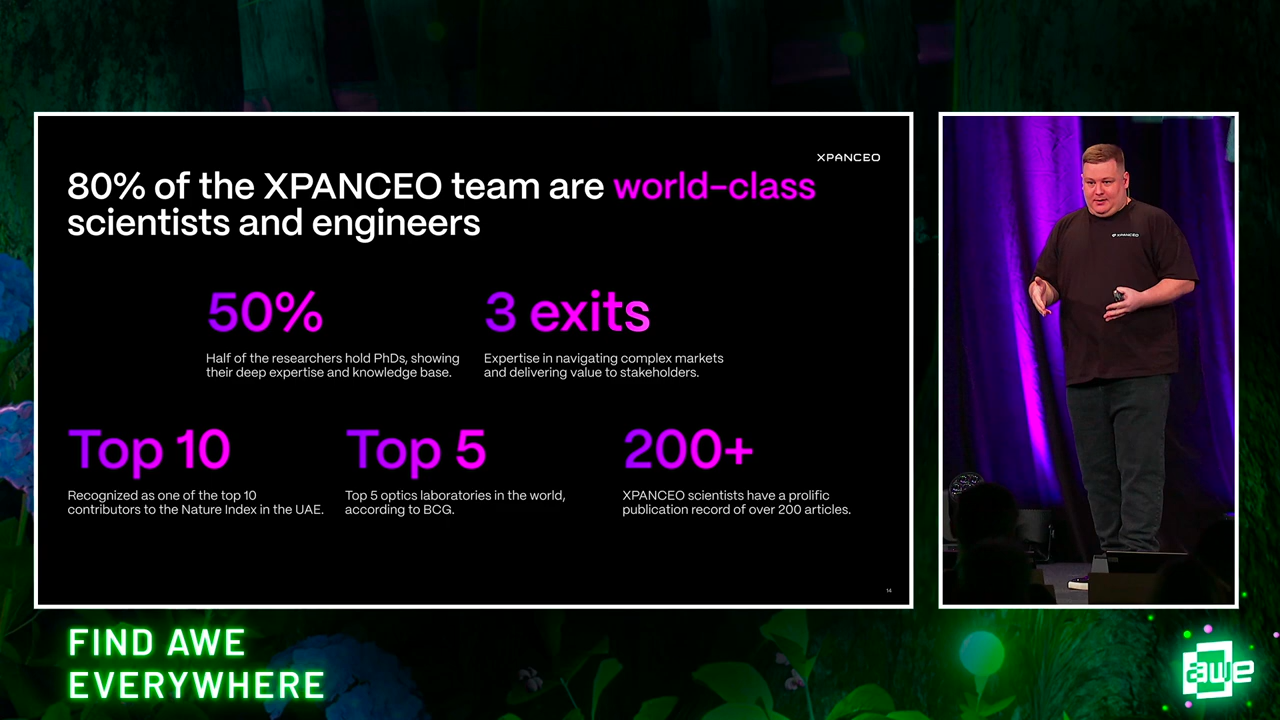 XPANCEO
80% of the XPANCEO team are world-class
scientists and engineers
50%
Half of the researchers hold PhDs, showing
their deep expertise and knowledge base.
3 exits
Expertise in navigating complex markets
and delivering value to stakeholders.
Top 10
Recognized as one of the top 10
contributors to the Nature Index in the UAE.
Top 5
Top 5 optics laboratories in the world,
according to BCG.
200+
XPANCEO scientists have a prolific
publication record of over 200 articles.
14
XPANCEO
FIND AWE
EVERYWHERE
awe